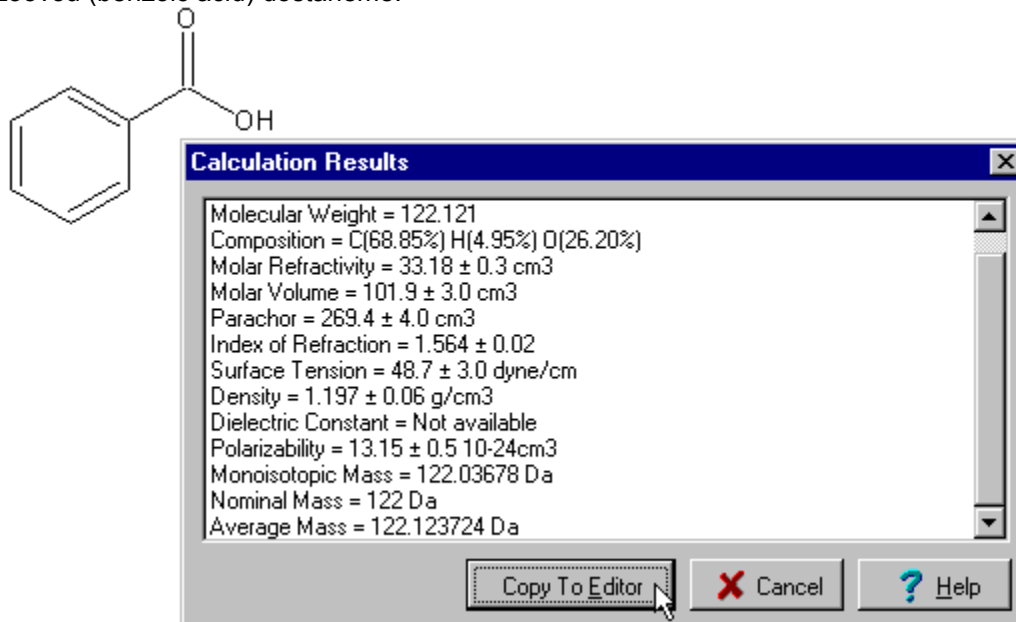 (benzoic acid)
O
OH
Calculation Results
Molecular Weight = 122.121
Composition = C(68.85%) H(4.95%) O(26.20%)
Molar Refractivity = 33.18 ± 0.3 cm3
Molar Volume = 101.9 ± 3.0 cm3
Parachor = 269.4 ± 4.0 cm3
Index of Refraction = 1.564 ± 0.02
Surface Tension = 48.7 ± 3.0 dyne/cm
Density = 1.197 ± 0.06 g/cm3
Dielectric Constant = Not available
Polarizability = 13.15 ± 0.5 10-24cm3
Monoisotopic Mass = 122.03678 Da
Nominal Mass = 122 Da
Average Mass = 122.123724 Da
Copy To Editor
Cancel
? Help